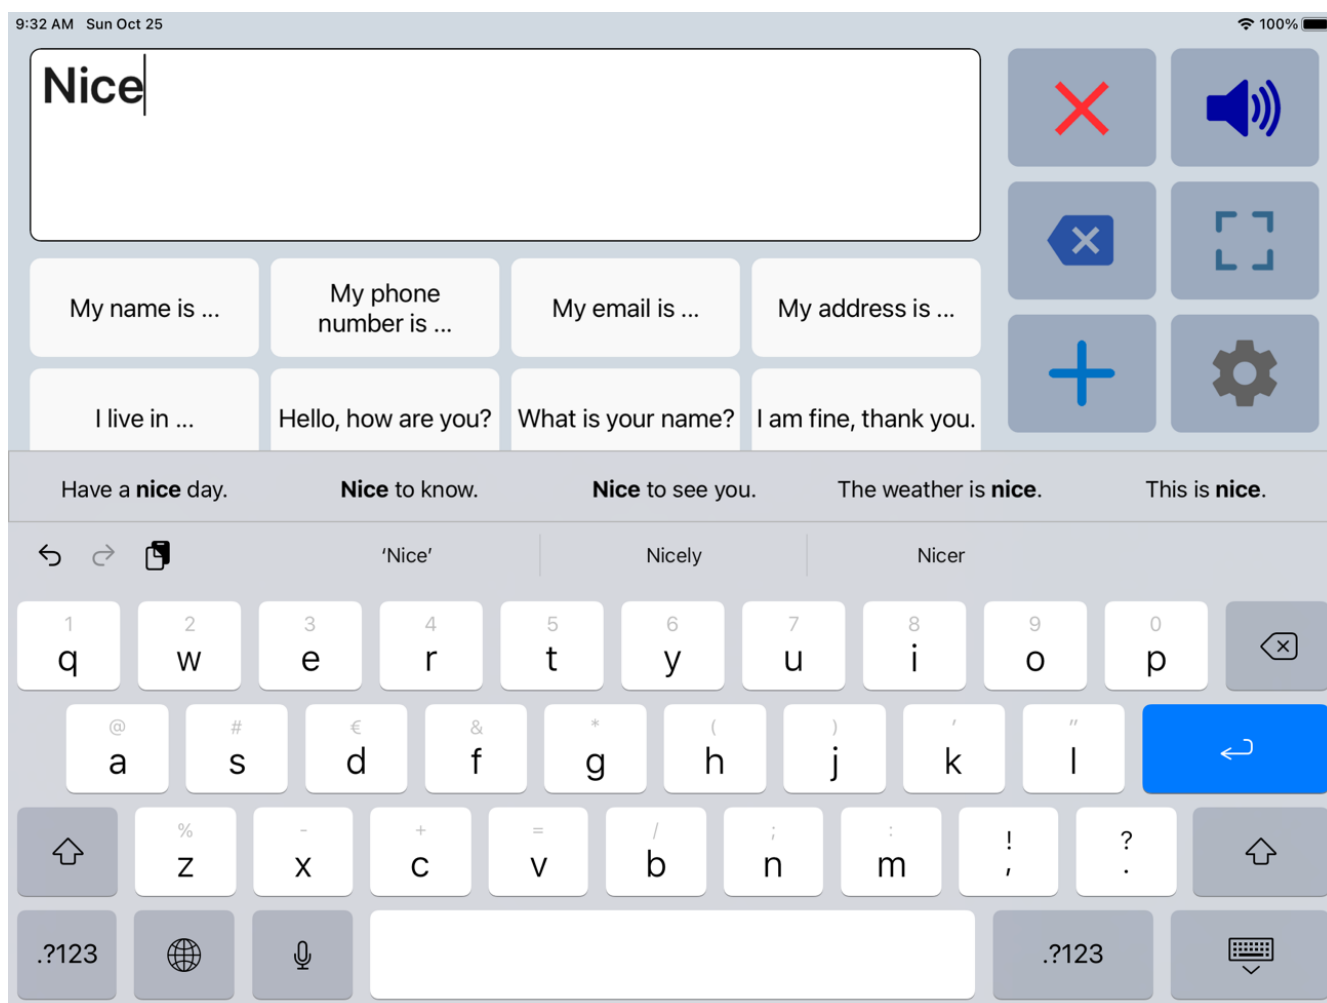 9:32 AM Sun Oct 25 100%
Nice
My name is ...
My phone
number is ...
My email is ...
My address is ...
I live in ...
Hello, how are you?
What is your name?
I am fine, thank you.
Have a nice day.
Nice to know.
Nice to see you.
The weather is nice.
This is nice.
‘Nice’
Nicely
Nicer
1 2 3 4 5 6 7 8 9 0
q w e r t y u i o p
@ # € & * ( ) ' "
a s d f g h j k l
% - + = / ; : ! ?
z x c v b n m , .
.?123 .?123